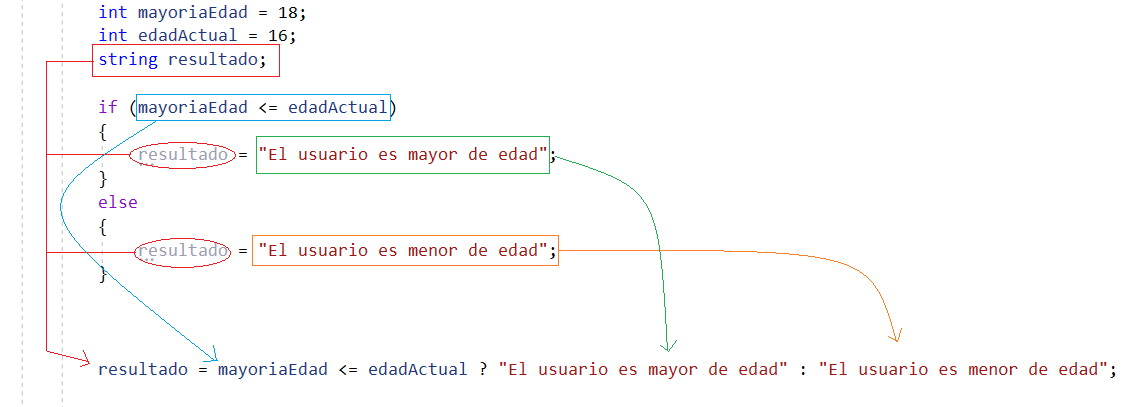 int mayoriaEdad = 18;
int edadActual = 16;
string resultado;
if (mayoriaEdad <= edadActual)
{
resultado = "El usuario es mayor de edad";
}
else
{
resultado = "El usuario es menor de edad";
}
resultado = mayoriaEdad <= edadActual ? "El usuario es mayor de edad" : "El usuario es menor de edad";